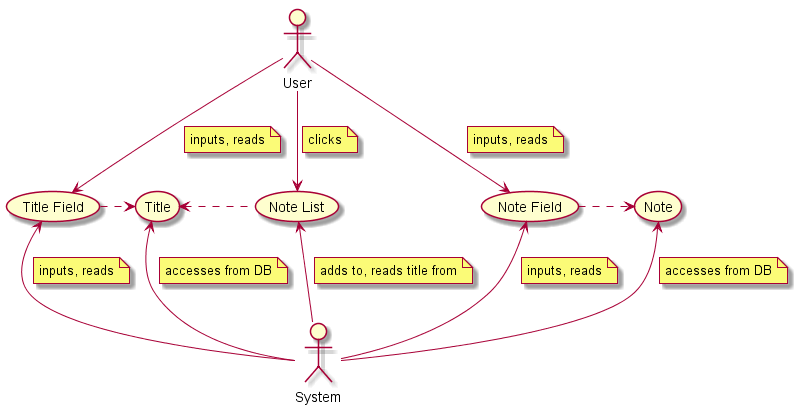 User
inputs, reads
clicks
inputs, reads
Title Field
Title
Note List
Note Field
Note
inputs, reads
accesses from DB
adds to, reads title from
inputs, reads
accesses from DB
System